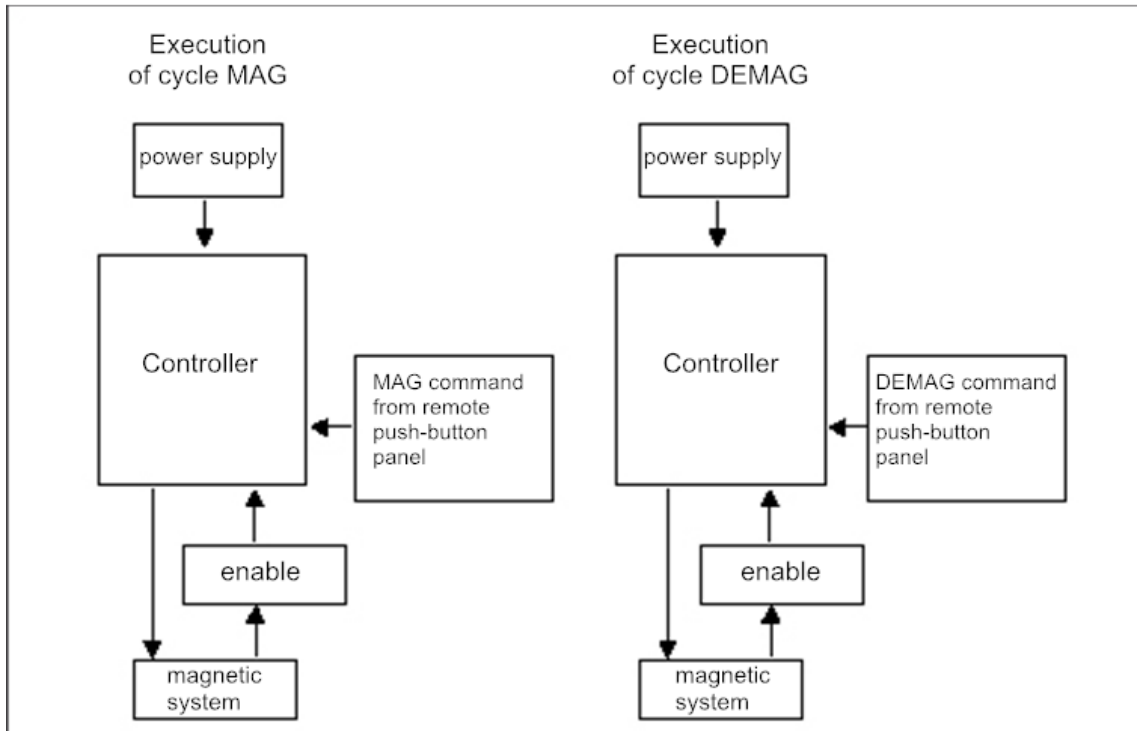 Execution
of cycle MAG
power supply
Controller
MAG command
from remote
push-button
panel
enable
magnetic
system
Execution
of cycle DEMAG
power supply
Controller
DEMAG command
from remote
push-button
panel
enable
magnetic
system